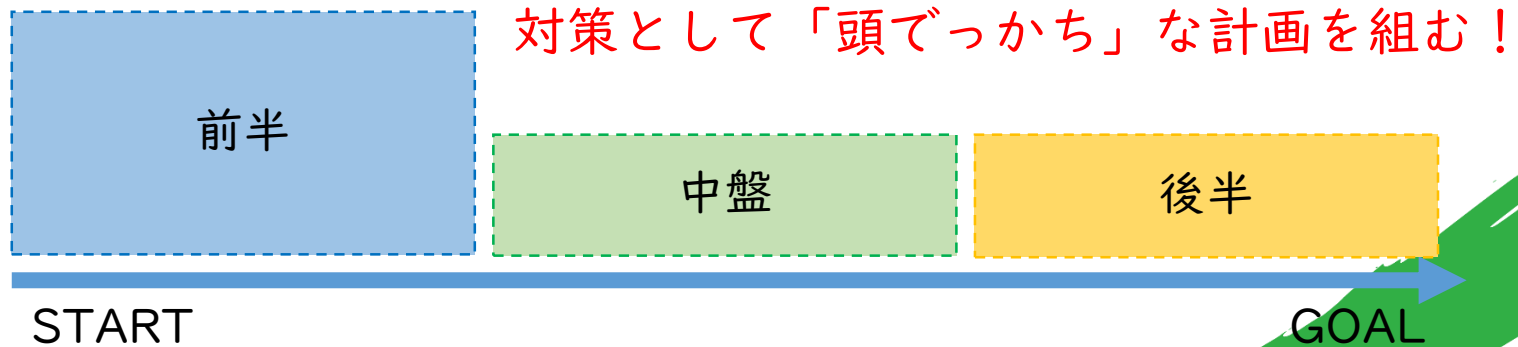 対策として「頭でっかち」な計画を組む！
前半
中盤
後半
START
GOAL